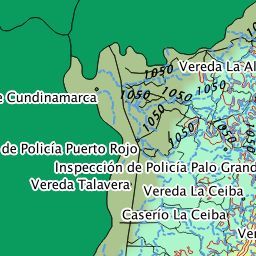 Vereda La Al
1050
1050
1050
1050
e Cundinamarca
1050
1050
de Policía Puerto Rojo
Inspección de Policía Palo Grand
Vereda Talavera
Vereda La Ceiba
Caserío La Ceiba
Ver